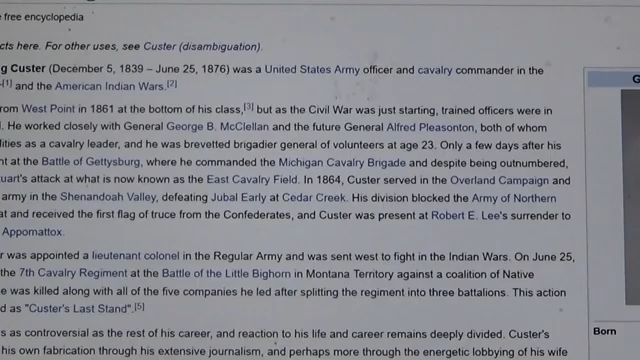 free encyclopedia
cts here. For other uses, see Custer (disambiguation).
g Custer (December 5, 1839 – June 25, 1876) was a United States Army officer and cavalry commander in the
[1] and the American Indian Wars.[2]
G
rom West Point in 1861 at the bottom of his class,[3] but as the Civil War was just starting, trained officers were in
. He worked closely with General George B. McClellan and the future General Alfred Pleasonton, both of whom
lities as a cavalry leader, and he was brevetted brigadier general of volunteers at age 23. Only a few days after his
nt at the Battle of Gettysburg, where he commanded the Michigan Cavalry Brigade and despite being outnumbered,
uart's attack at what is now known as the East Cavalry Field. In 1864, Custer served in the Overland Campaign and
army in the Shenandoah Valley, defeating Jubal Early at Cedar Creek. His division blocked the Army of Northern
at and received the first flag of truce from the Confederates, and Custer was present at Robert E. Lee's surrender to
Appomattox.
r was appointed a lieutenant colonel in the Regular Army and was sent west to fight in the Indian Wars. On June 25,
the 7th Cavalry Regiment at the Battle of the Little Bighorn in Montana Territory against a coalition of Native
e was killed along with all of the five companies he led after splitting the regiment into three battalions. This action
d as "Custer's Last Stand".[5]
Born
s as controversial as the rest of his career, and reaction to his life and career remains deeply divided. Custer's
his own fabrication through his extensive journalism, and perhaps more through the energetic lobbying of his wife